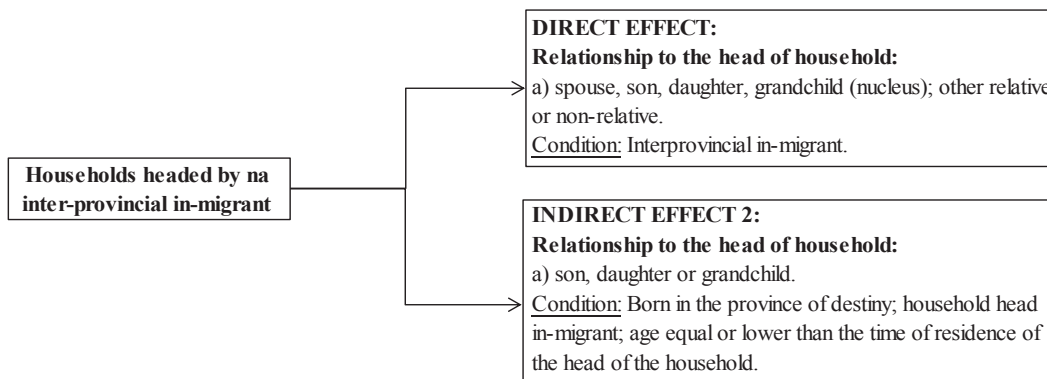 DIRECT EFFECT:
Relationship to the head of household:
a) spouse, son, daughter, grandchild (nucleus); other relative
or non-relative.
Condition: Interprovincial in-migrant.
Households headed by na
inter-provincial in-migrant
INDIRECT EFFECT 2:
Relationship to the head of household:
a) son, daughter or grandchild.
Condition: Born in the province of destiny; household head
in-migrant; age equal or lower than the time of residence of
the head of the household.